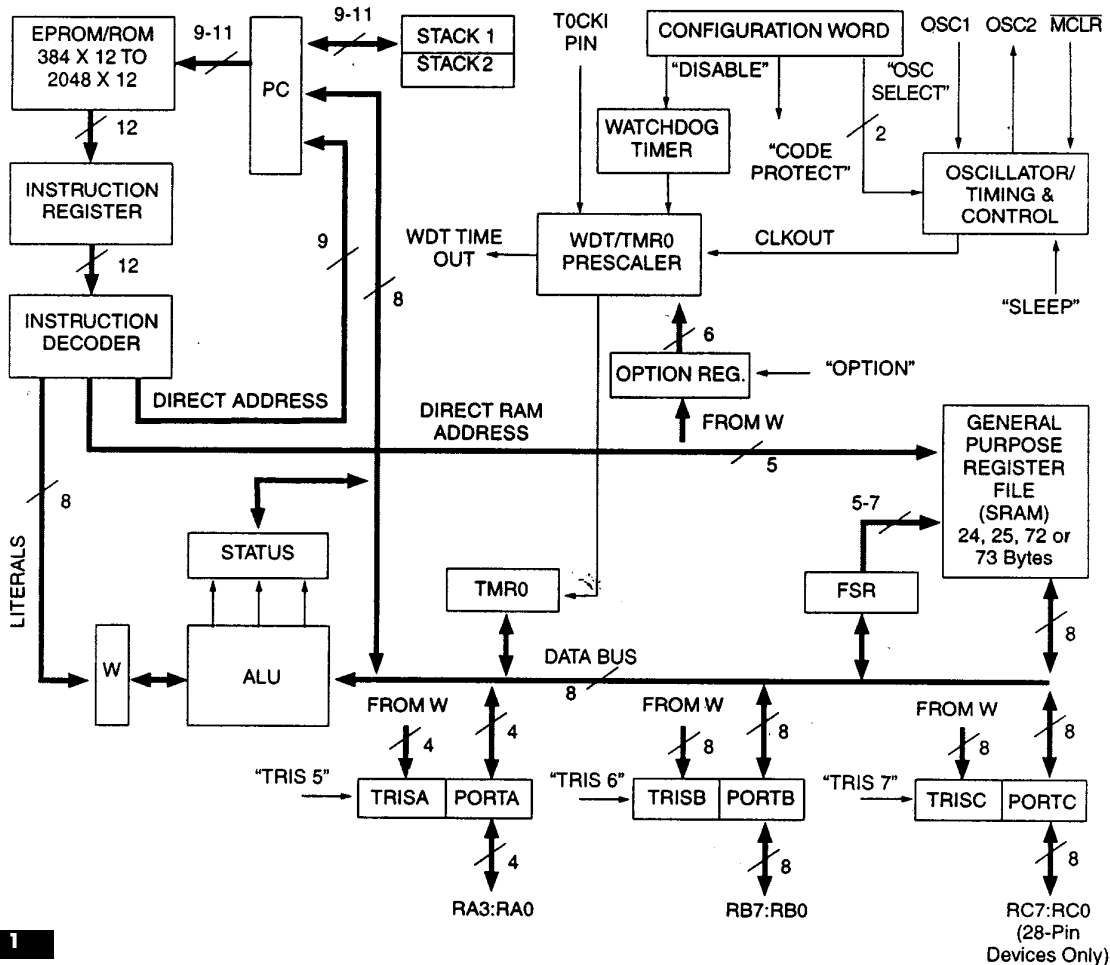 EPROM/ROM
384 X 12 TO
2048 X 12
9-11
PC
9-11
STACK 1
STACK 2
T0CKI
PIN
CONFIGURATION WORD
OSC1
OSC2
MCLR
"DISABLE"
"OSC
SELECT"
12
WATCHDOG
TIMER
"CODE
PROTECT"
2
INSTRUCTION
REGISTER
OSCILLATOR/
TIMING &
CONTROL
9
WDT TIME
OUT
WDT/TMR0
PRESCALER
CLKOUT
12
8
"SLEEP"
INSTRUCTION
DECODER
6
OPTION REG.
"OPTION"
DIRECT ADDRESS
DIRECT RAM
ADDRESS
FROM W
5
GENERAL
PURPOSE
REGISTER
FILE
(SRAM)
24, 25, 72 or
73 Bytes
8
LITERALS
5-7
STATUS
TMR0
FSR
8
W
ALU
DATA BUS
8
FROM W
4
4
FROM W
8
8
FROM W
8
8
"TRIS 5"
TRISA
PORTA
"TRIS 6"
TRISB
PORTB
"TRIS 7"
TRISC
PORTC
4
8
8
RA3:RA0
RB7:RB0
RC7:RC0
(28-Pin
Devices Only)
1